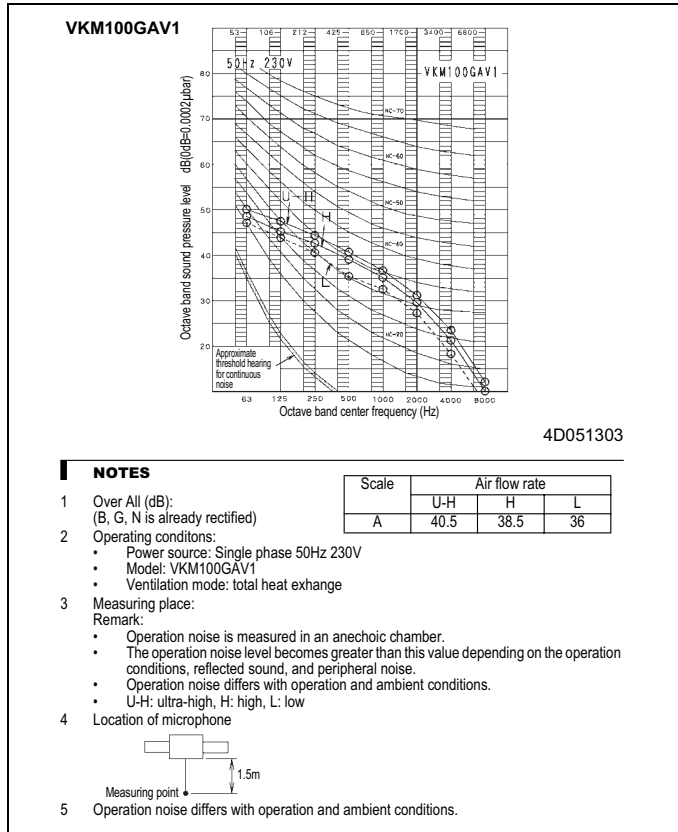 VKM100GAV1
53– 106– 212– 425– 850– 1700– 3400– 6800–
50Hz 230V
VKM100GAV1
Octave band sound pressure level dB(0dB=0.0002μbar)
80
70
60
50
40
30
20
NC-70
NC-60
NC-50
NC-40
NC-20
U-H
H
L
Approximate
threshold hearing
for continuous
noise
63 125 250 500 1000 2000 4000 8000
Octave band center frequency (Hz)
4D051303
NOTES
1 Over All (dB):
(B, G, N is already rectified)
Scale Air flow rate
U-H H L
A 40.5 38.5 36
2 Operating conditons:
• Power source: Single phase 50Hz 230V
• Model: VKM100GAV1
• Ventilation mode: total heat exhange
3 Measuring place:
Remark:
• Operation noise is measured in an anechoic chamber.
• The operation noise level becomes greater than this value depending on the operation
conditions, reflected sound, and peripheral noise.
• Operation noise differs with operation and ambient conditions.
• U-H: ultra-high, H: high, L: low
4 Location of microphone
1.5m
Measuring point
5 Operation noise differs with operation and ambient conditions.